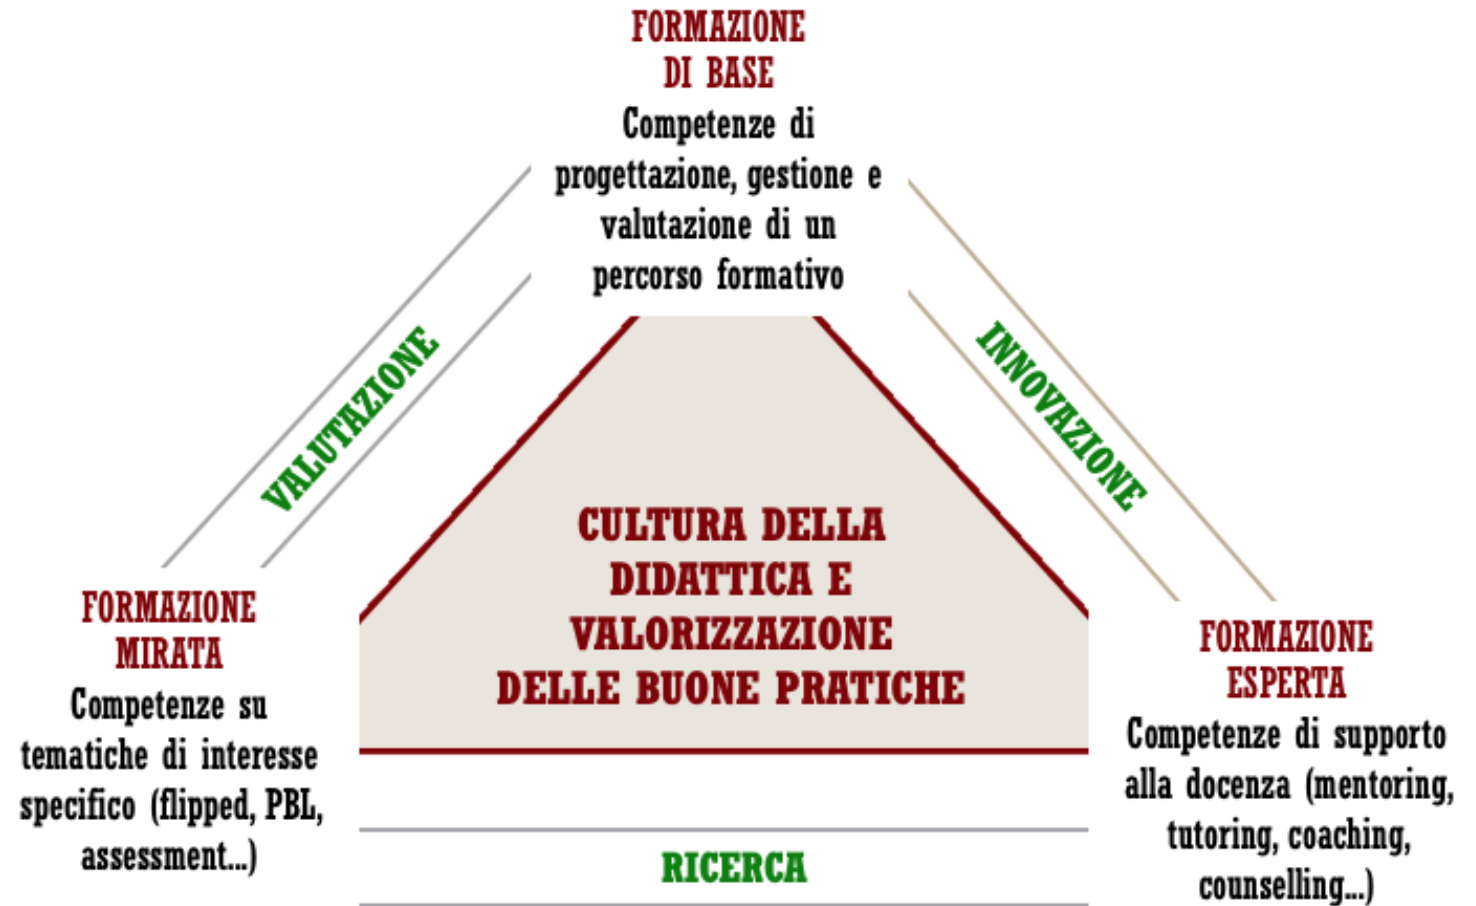 FORMAZIONE
DI BASE
Competenze di
progettazione, gestione e
valutazione di un
percorso formativo
VALUTAZIONE
INNOVAZIONE
CULTURA DELLA
DIDATTICA E
VALORIZZAZIONE
DELLE BUONE PRATICHE
FORMAZIONE
MIRATA
Competenze su
tematiche di interesse
specifico (flipped, PBL,
assessment...)
FORMAZIONE
ESPERTA
Competenze di supporto
alla docenza (mentoring,
tutoring, coaching,
counselling...)
RICERCA